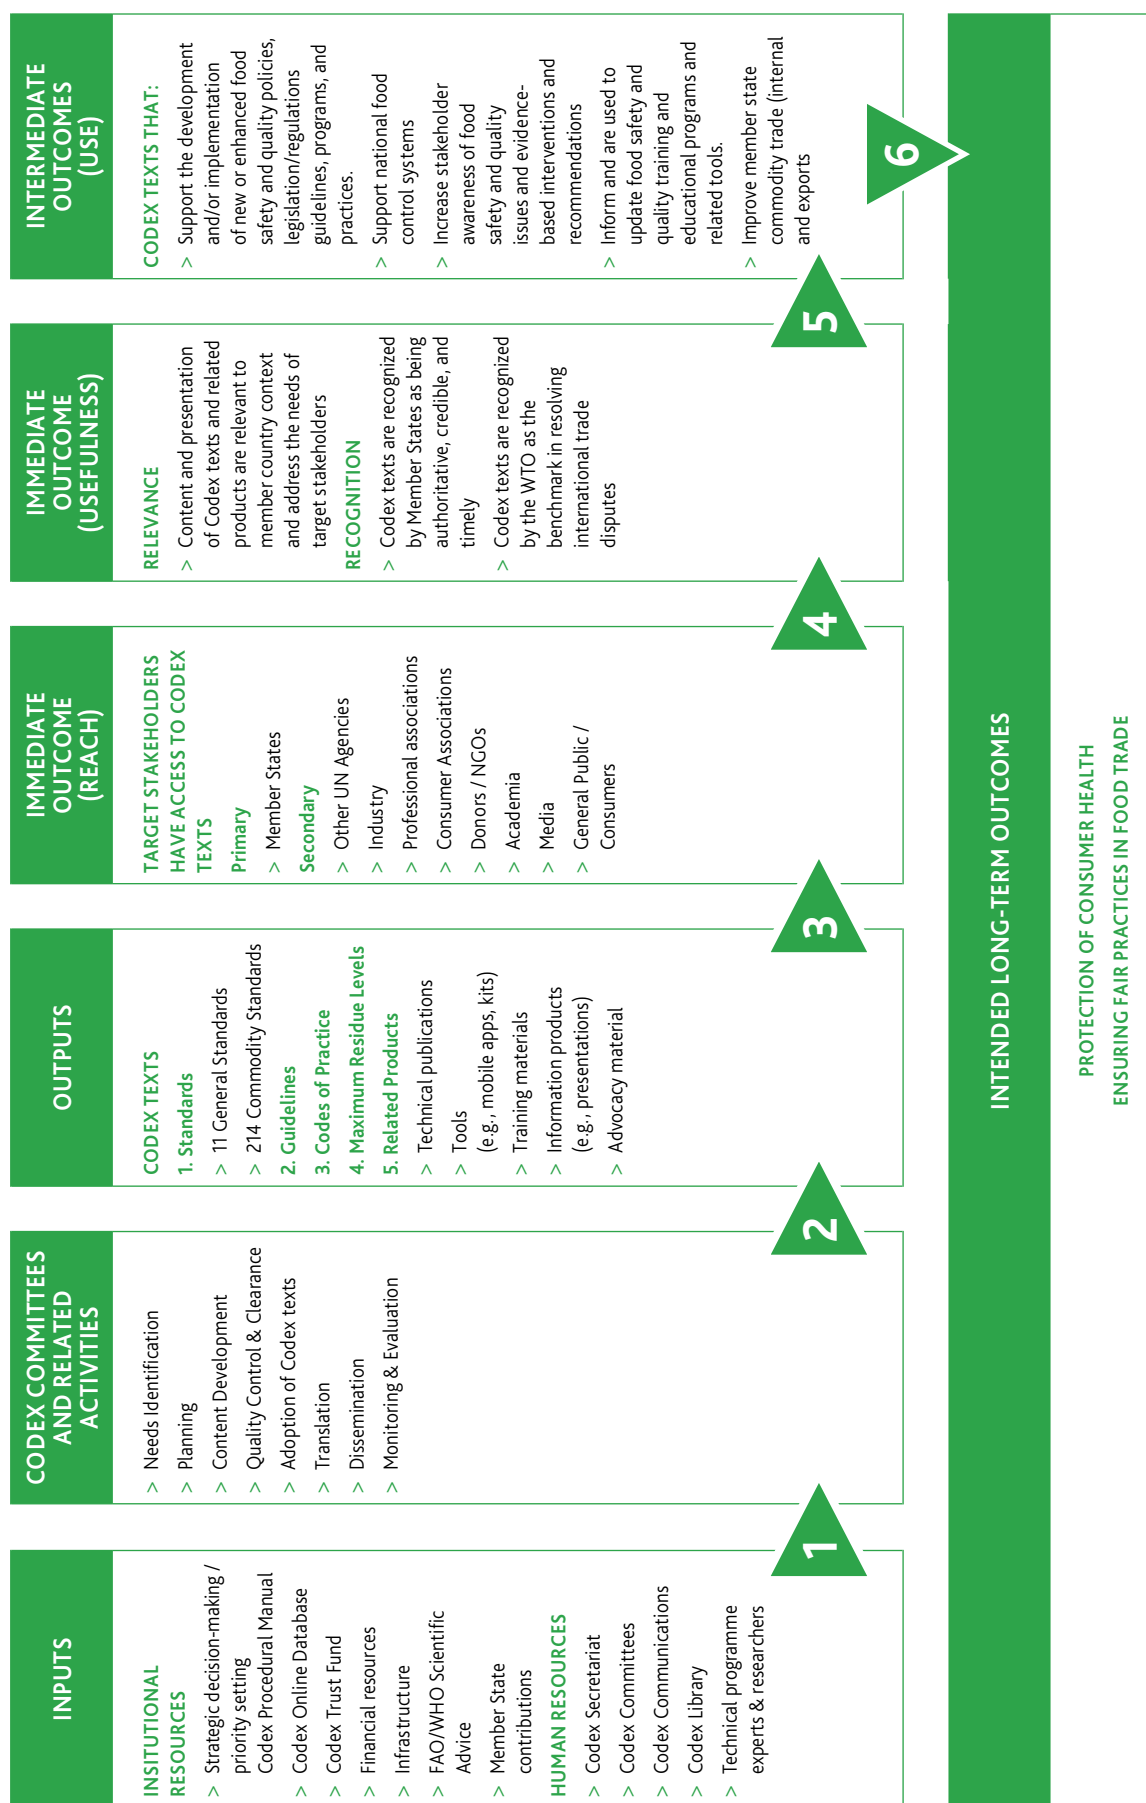 INPUTS
INSITUTIONAL
RESOURCES
> Strategic decision-making /
priority setting
Codex Procedural Manual
> Codex Online Database
> Codex Trust Fund
> Financial resources
> Infrastructure
> FAO/WHO Scientific
Advice
> Member State
contributions
HUMAN RESOURCES
> Codex Secretariat
> Codex Committees
> Codex Communications
> Codex Library
> Technical programme
experts & researchers
1
CODEX COMMITTEES
AND RELATED
ACTIVITIES
> Needs Identification
> Planning
> Content Development
> Quality Control & Clearance
> Adoption of Codex texts
> Translation
> Dissemination
> Monitoring & Evaluation
2
OUTPUTS
CODEX TEXTS
1. Standards
> 11 General Standards
> 214 Commodity Standards
2. Guidelines
3. Codes of Practice
4. Maximum Residue Levels
5. Related Products
> Technical publications
> Tools
(e.g., mobile apps, kits)
> Training materials
> Information products
(e.g., presentations)
> Advocacy material
3
IMMEDIATE
OUTCOME
(REACH)
TARGET STAKEHOLDERS
HAVE ACCESS TO CODEX
TEXTS
Primary
> Member States
Secondary
> Other UN Agencies
> Industry
> Professional associations
> Consumer Associations
> Donors / NGOs
> Academia
> Media
> General Public /
Consumers
4
IMMEDIATE
OUTCOME
(USEFULNESS)
RELEVANCE
> Content and presentation
of Codex texts and related
products are relevant to
member country context
and address the needs of
target stakeholders
RECOGNITION
> Codex texts are recognized
by Member States as being
authoritative, credible, and
timely
> Codex texts are recognized
by the WTO as the
benchmark in resolving
international trade
disputes
5
INTERMEDIATE
OUTCOMES
(USE)
CODEX TEXTS THAT:
> Support the development
and/or implementation
of new or enhanced food
safety and quality policies,
legislation/regulations
guidelines, programs, and
practices.
> Support national food
control systems
> Increase stakeholder
awareness of food
safety and quality
issues and evidence-
based interventions and
recommendations
> Inform and are used to
update food safety and
quality training and
educational programs and
related tools.
> Improve member state
commodity trade (internal
and exports
6
INTENDED LONG-TERM OUTCOMES
PROTECTION OF CONSUMER HEALTH
ENSURING FAIR PRACTICES IN FOOD TRADE